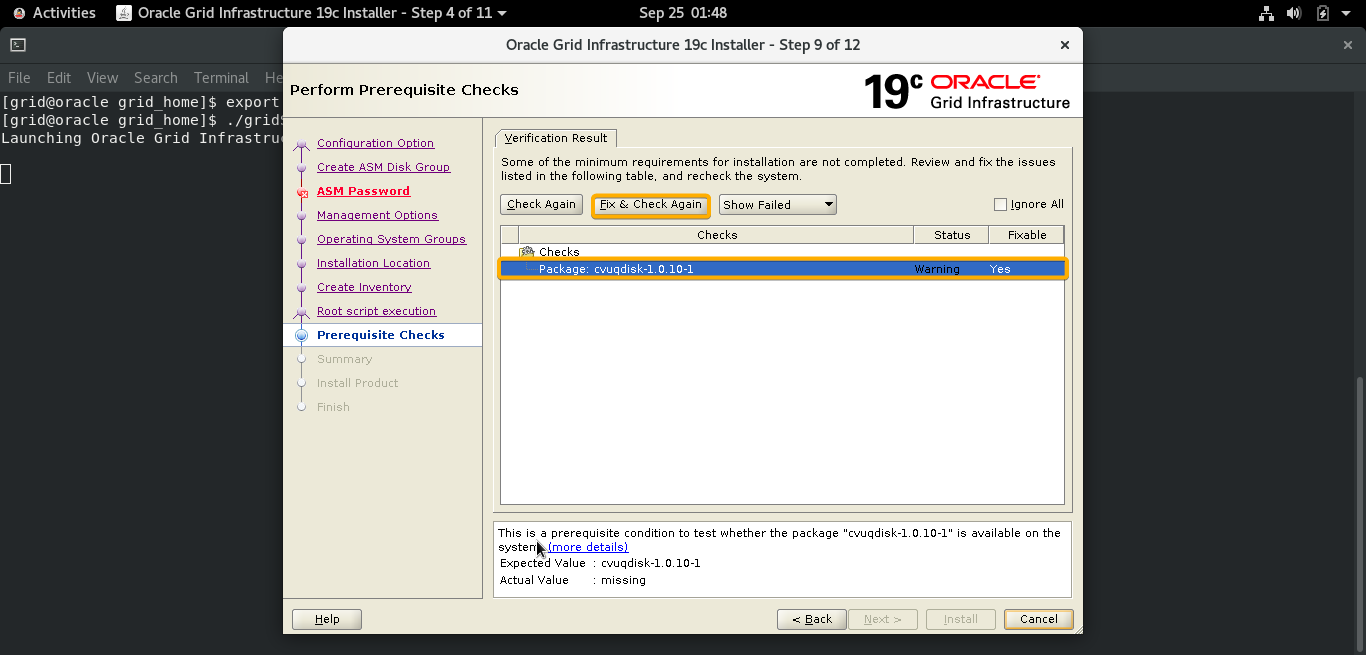 Activities
Oracle Grid Infrastructure 19c Installer - Step 4 of 11
Sep 25 01:48
Oracle Grid Infrastructure 19c Installer - Step 9 of 12
File Edit View Search Terminal He
[grid@oracle grid_home]$ export
[grid@oracle grid_home]$ ./grid
Launching Oracle Grid Infrastru
Perform Prerequisite Checks
19c ORACLE
Grid Infrastructure
Configuration Option
Create ASM Disk Group
ASM Password
Management Options
Operating System Groups
Installation Location
Create Inventory
Root script execution
Prerequisite Checks
Summary
Install Product
Finish
Verification Result
Some of the minimum requirements for installation are not completed. Review and fix the issues
listed in the following table, and recheck the system.
Check Again
Fix & Check Again
Show Failed
Ignore All
Checks Status Fixable
Checks
Package: cvuqdisk-1.0.10-1 Warning Yes
This is a prerequisite condition to test whether the package "cvuqdisk-1.0.10-1" is available on the
system. (more details)
Expected Value : cvuqdisk-1.0.10-1
Actual Value : missing
Help
< Back
Next >
Install
Cancel